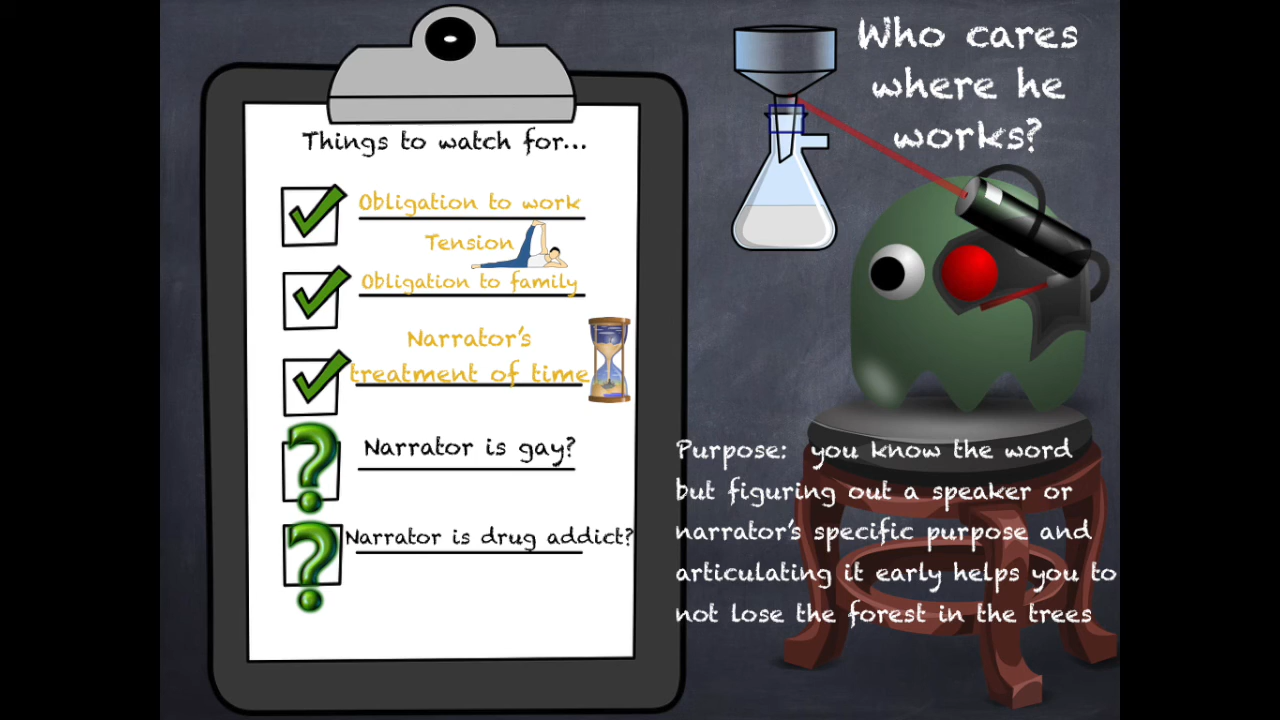 Things to watch for...
Obligation to work
Tension
Obligation to family
Narrator's
treatment of time
Narrator is gay?
Narrator is drug addict?
Who cares
where he
works?
Purpose: you know the word
but figuring out a speaker or
narrator's specific purpose and
articulating it early helps you to
not lose the forest in the trees